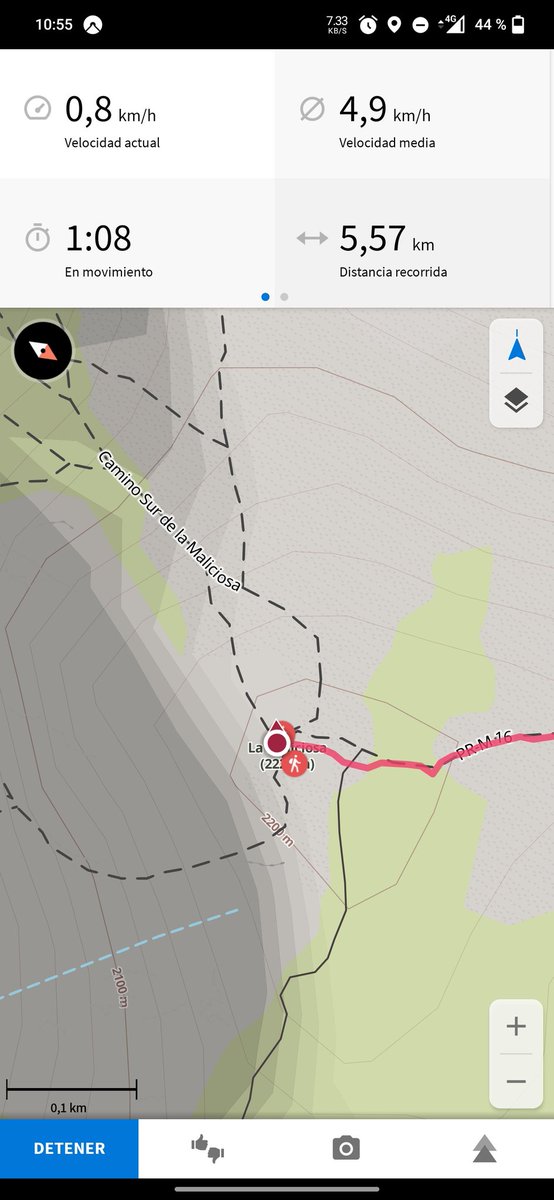 10:55
7.33
KB/S
4G
44 %
0,8 km/h
Velocidad actual
4,9 km/h
Velocidad media
1:08
En movimiento
5,57 km
Distancia recorrida
Camino Sur de la Maliciosa
PR-M-16
2200 m
2100 m
0,1 km
DETENER